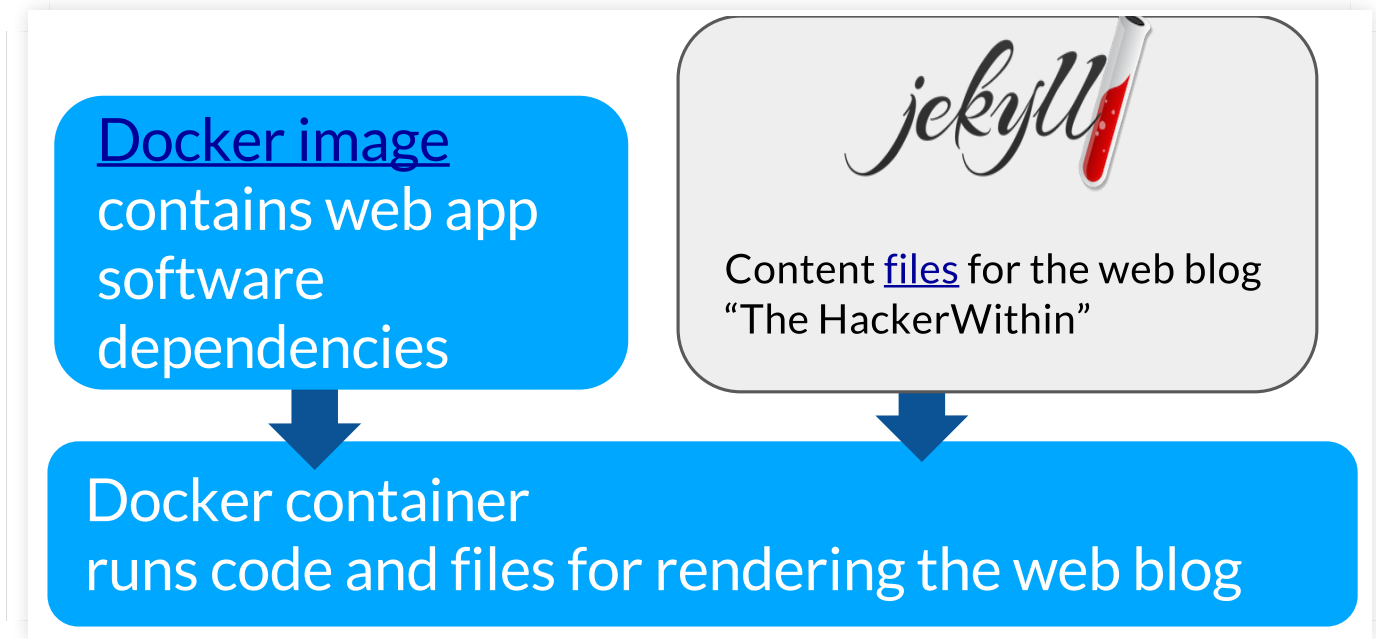 Docker image
contains web app
software
dependencies
jekyll
Content files for the web blog
“The HackerWithin”
Docker container
runs code and files for rendering the web blog